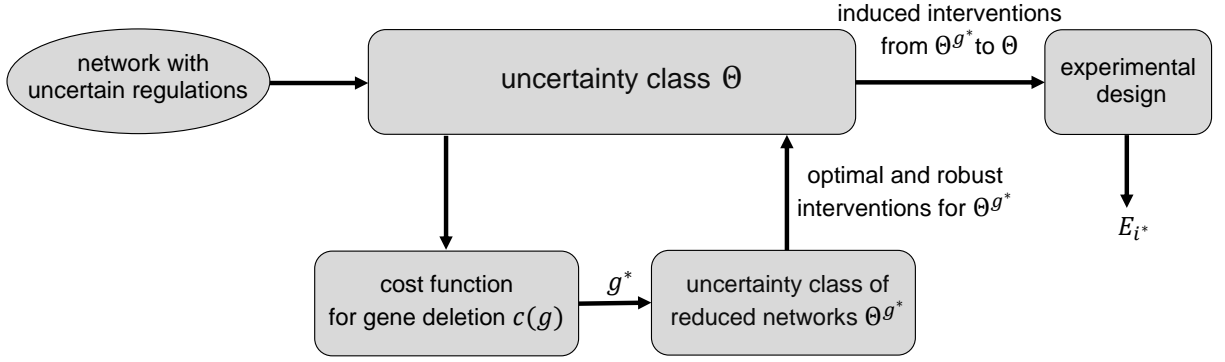 network with
uncertain regulations
uncertainty class Θ
induced interventions
from Θ^{g*} to Θ
experimental
design
optimal and robust
interventions for Θ^{g*}
E_{i*}
cost function
for gene deletion c(g)
g*
uncertainty class of
reduced networks Θ^{g*}